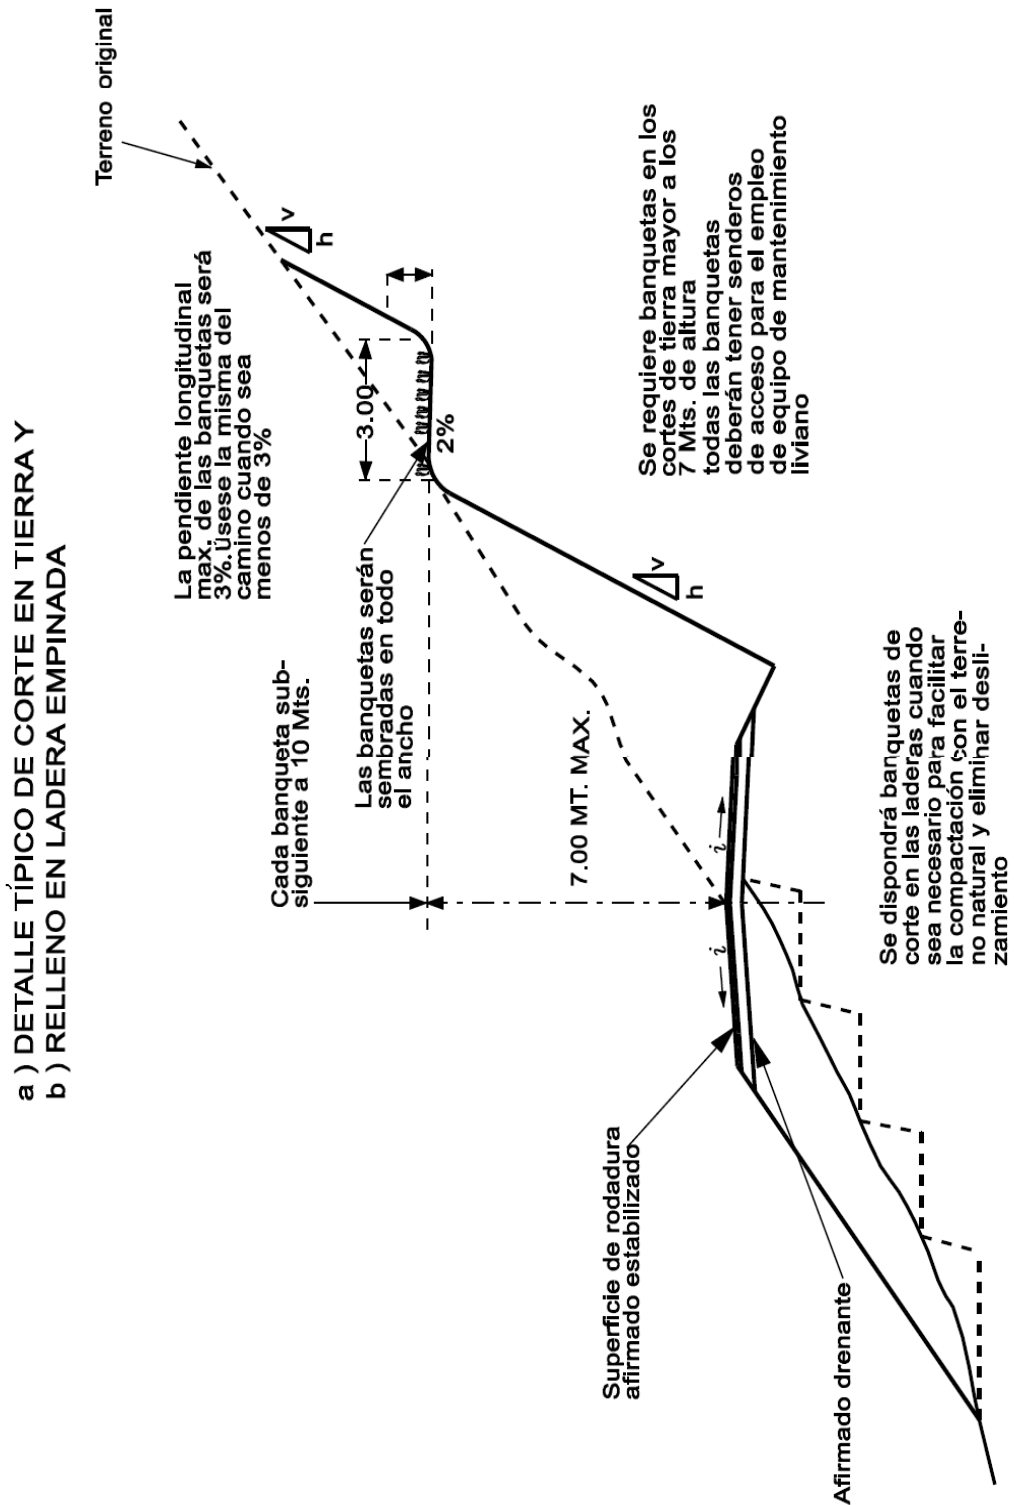 a ) DETALLE TÍPICO DE CORTE EN TIERRA Y
b ) RELLENO EN LADERA EMPINADA
Terreno original
La pendiente longitudinal
max. de las banquetas será
3%.úsese la misma del
camino cuando sea
menos de 3%
v
h
3.00
2%
Cada banqueta sub-
siguiente a 10 Mts.
Las banquetas serán
sembradas en todo
el ancho
7.00 MT. MAX.
v
h
Se requiere banquetas en los
cortes de tierra mayor a los
7 Mts. de altura
todas las banquetas
deberán tener senderos
de acceso para el empleo
de equipo de mantenimiento
liviano
i
i
Superficie de rodadura
afirmado estabilizado
Afirmado drenante
Se dispondrá banquetas de
corte en las laderas cuando
sea necesario para facilitar
la compactación con el terre-
no natural y eliminar desli-
zamiento